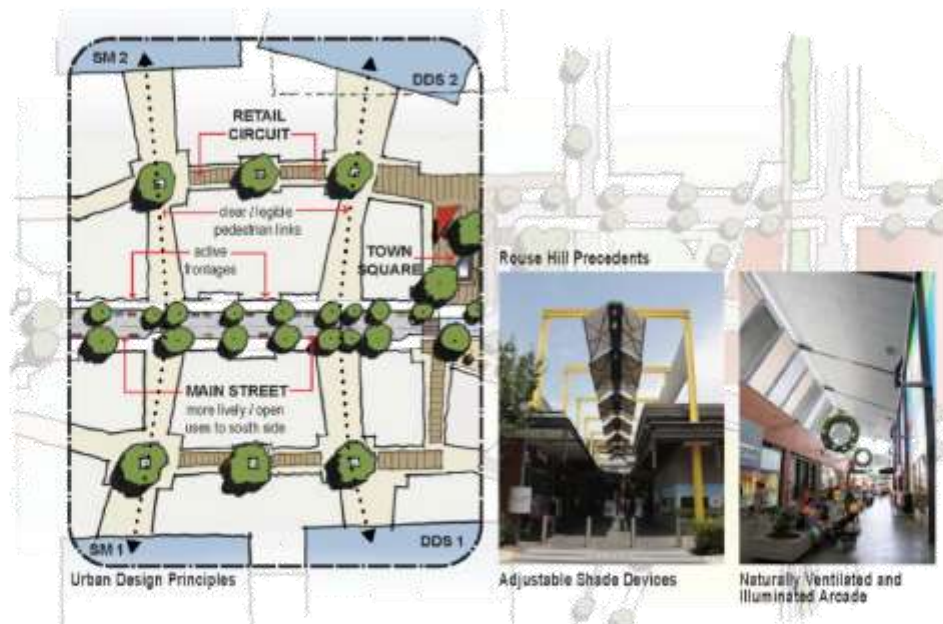 SM 2
DDS 2
RETAIL
CIRCUIT
clear / legible
pedestrian links
active
frontages
TOWN
SQUARE
Rouse Hill Precedents
MAIN STREET
more lively / open
uses to south side
SM 1
DDS 1
Urban Design Principles
Adjustable Shade Devices
Naturally Ventilated and
Illuminated Arcade